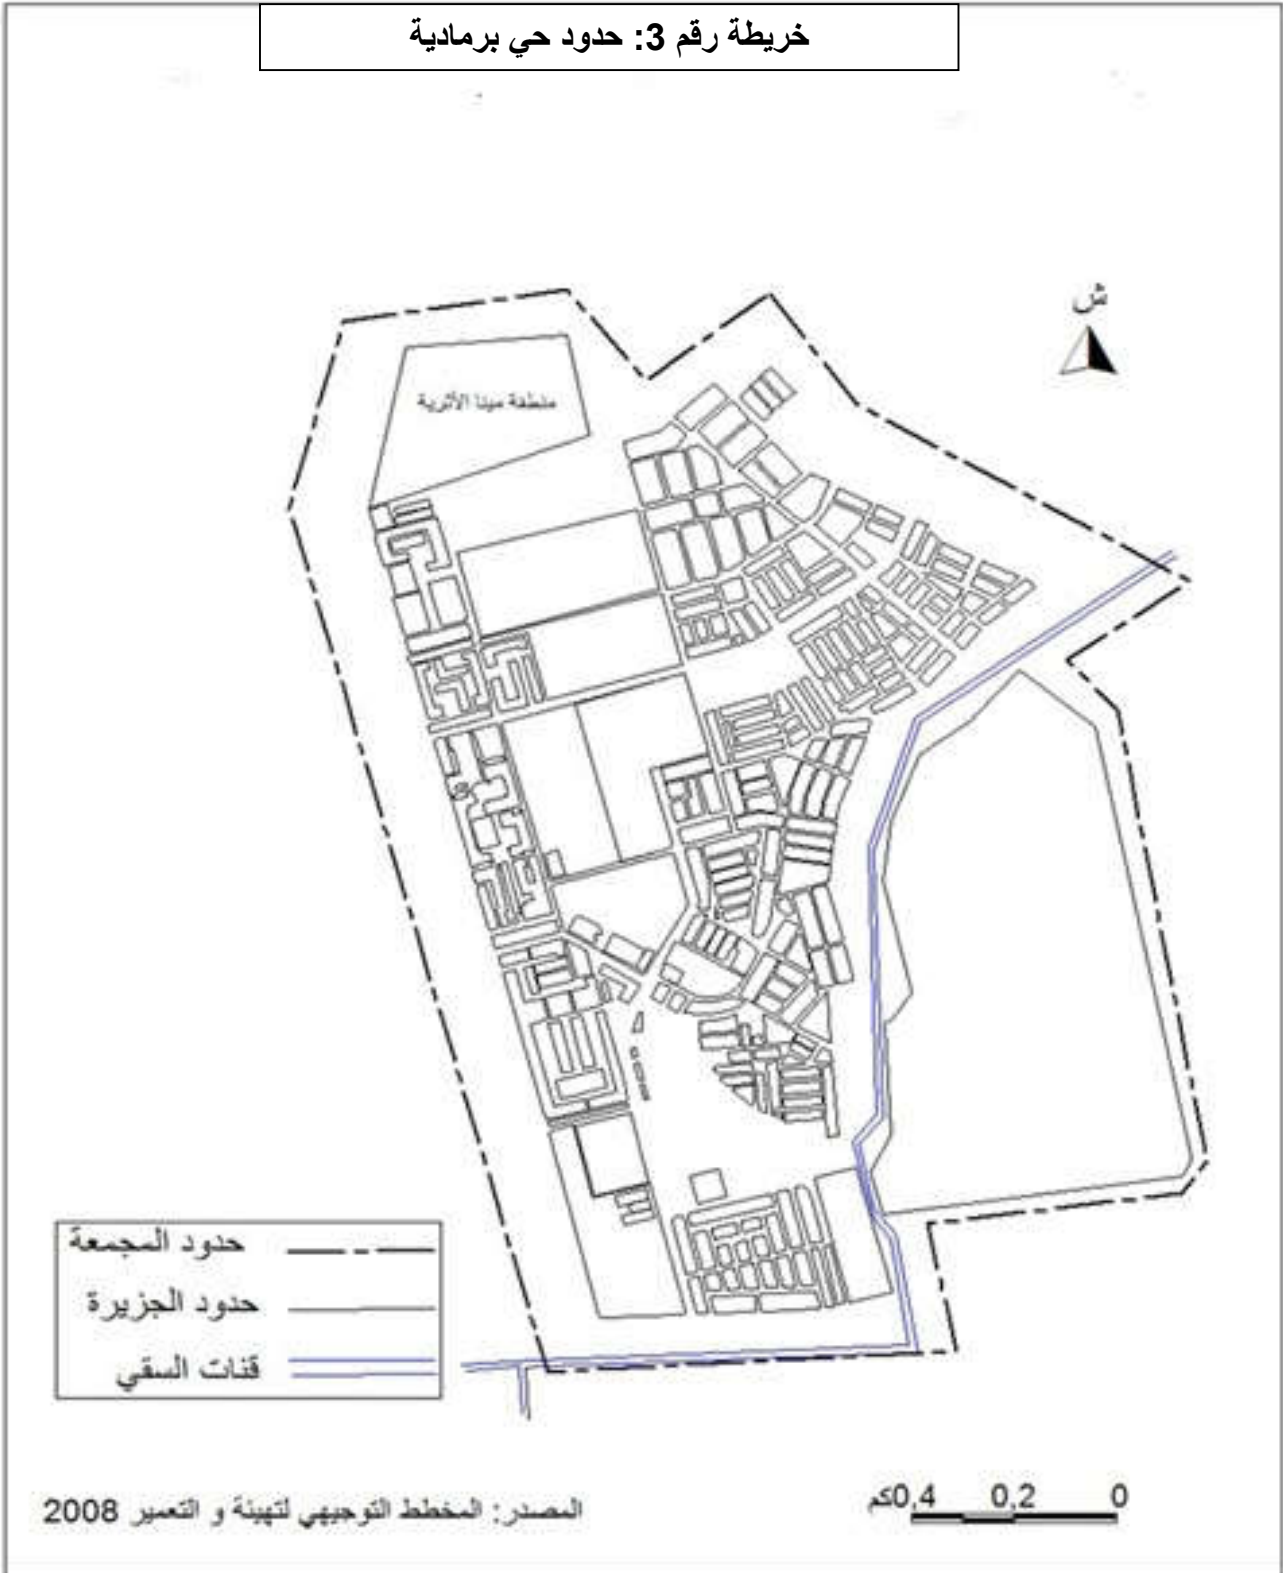 خريطة رقم 3: حدود حي برمادية
ش
منطقة مينا الأثرية
حدود المجمعة
حدود الجزيرة
قنات السقي
0 0,2 0,4كم
المصدر: المخطط التوجيهي لتهيئة و التعمير 2008